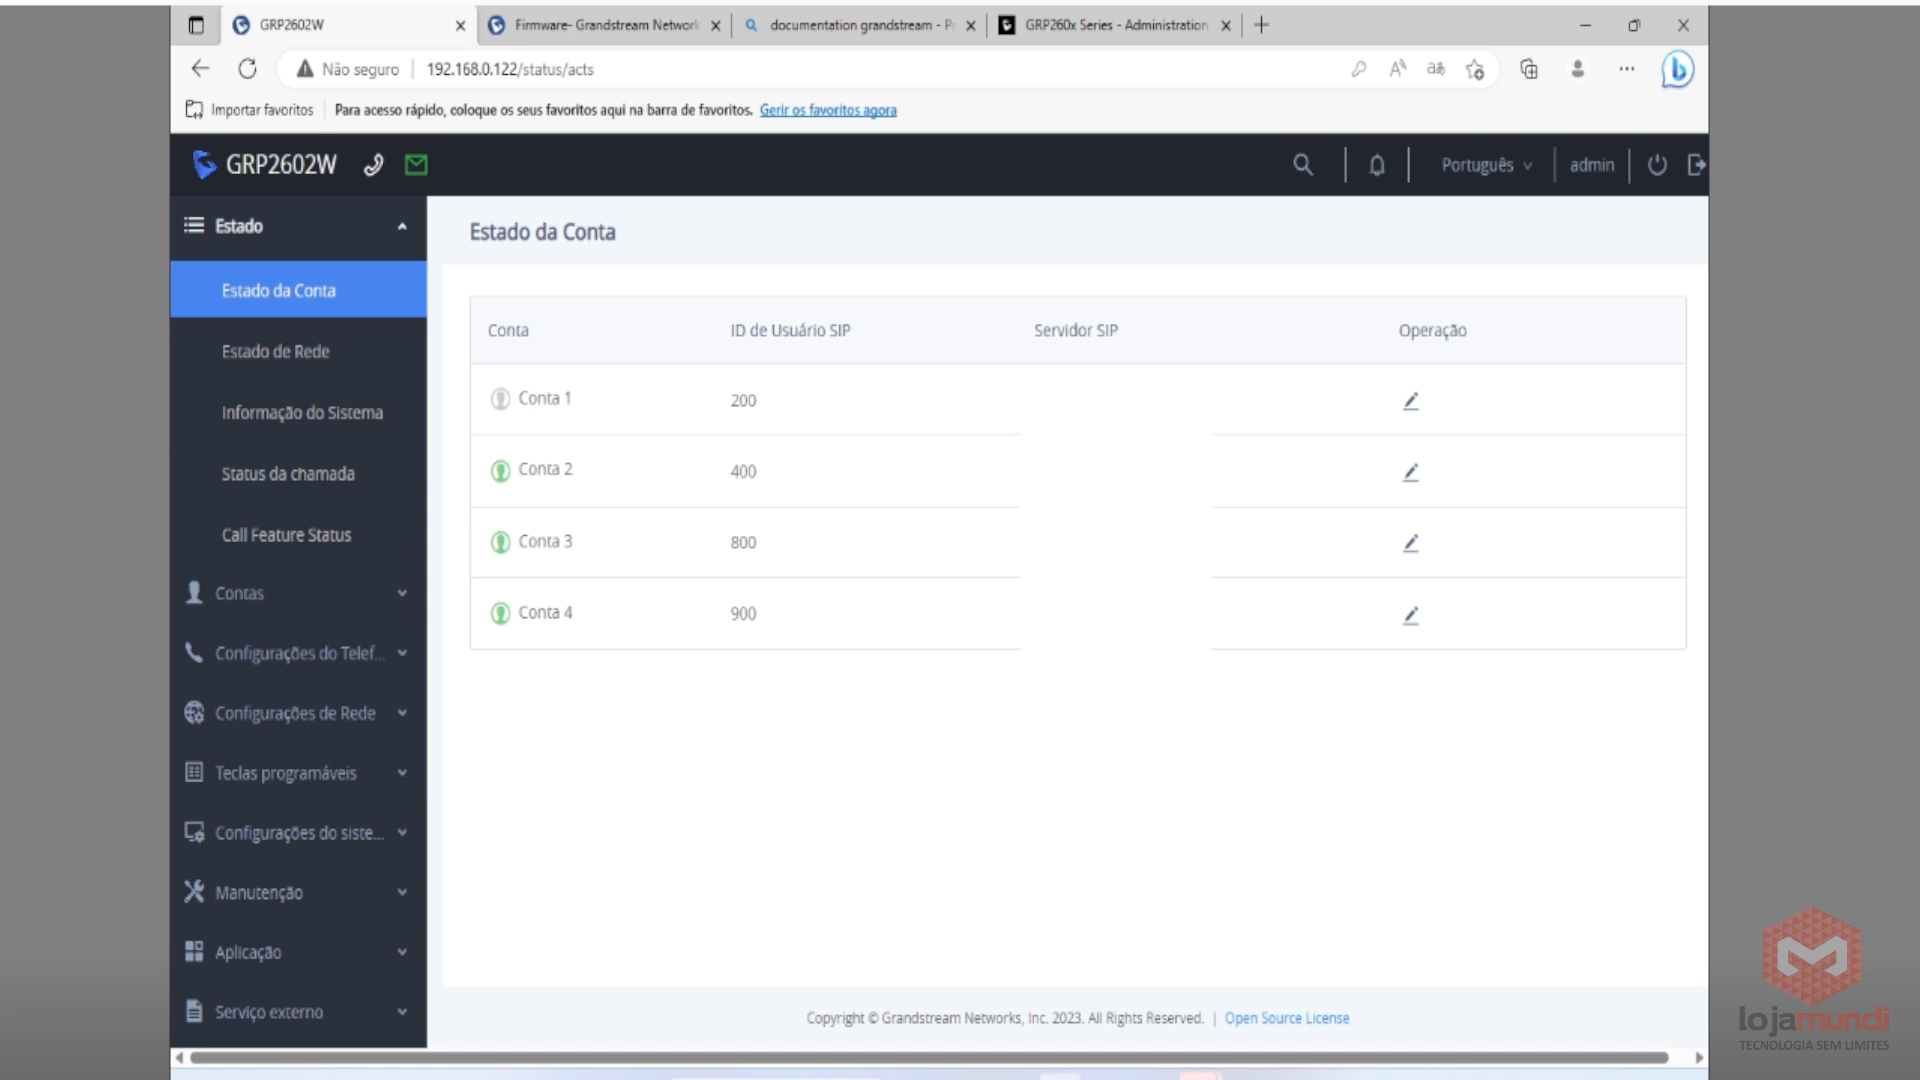 GRP2602W
Firmware- Grandstream Network
documentation grandstream - P
GRP260x Series - Administration
Não seguro
192.168.0.122/status/acts
Importar favoritos
Para acesso rápido, coloque os seus favoritos aqui na barra de favoritos. Gerir os favoritos agora
GRP2602W
Português
admin
Estado
Estado da Conta
Estado de Rede
Informação do Sistema
Status da chamada
Call Feature Status
Contas
Configurações do Telef...
Configurações de Rede
Teclas programáveis
Configurações do siste...
Manutenção
Aplicação
Serviço externo
Estado da Conta
Conta ID de Usuário SIP Servidor SIP Operação
Conta 1 200
Conta 2 400
Conta 3 800
Conta 4 900
Copyright © Grandstream Networks, Inc. 2023. All Rights Reserved. | Open Source License
lojamundi
TECNOLOGIA SEM LIMITES